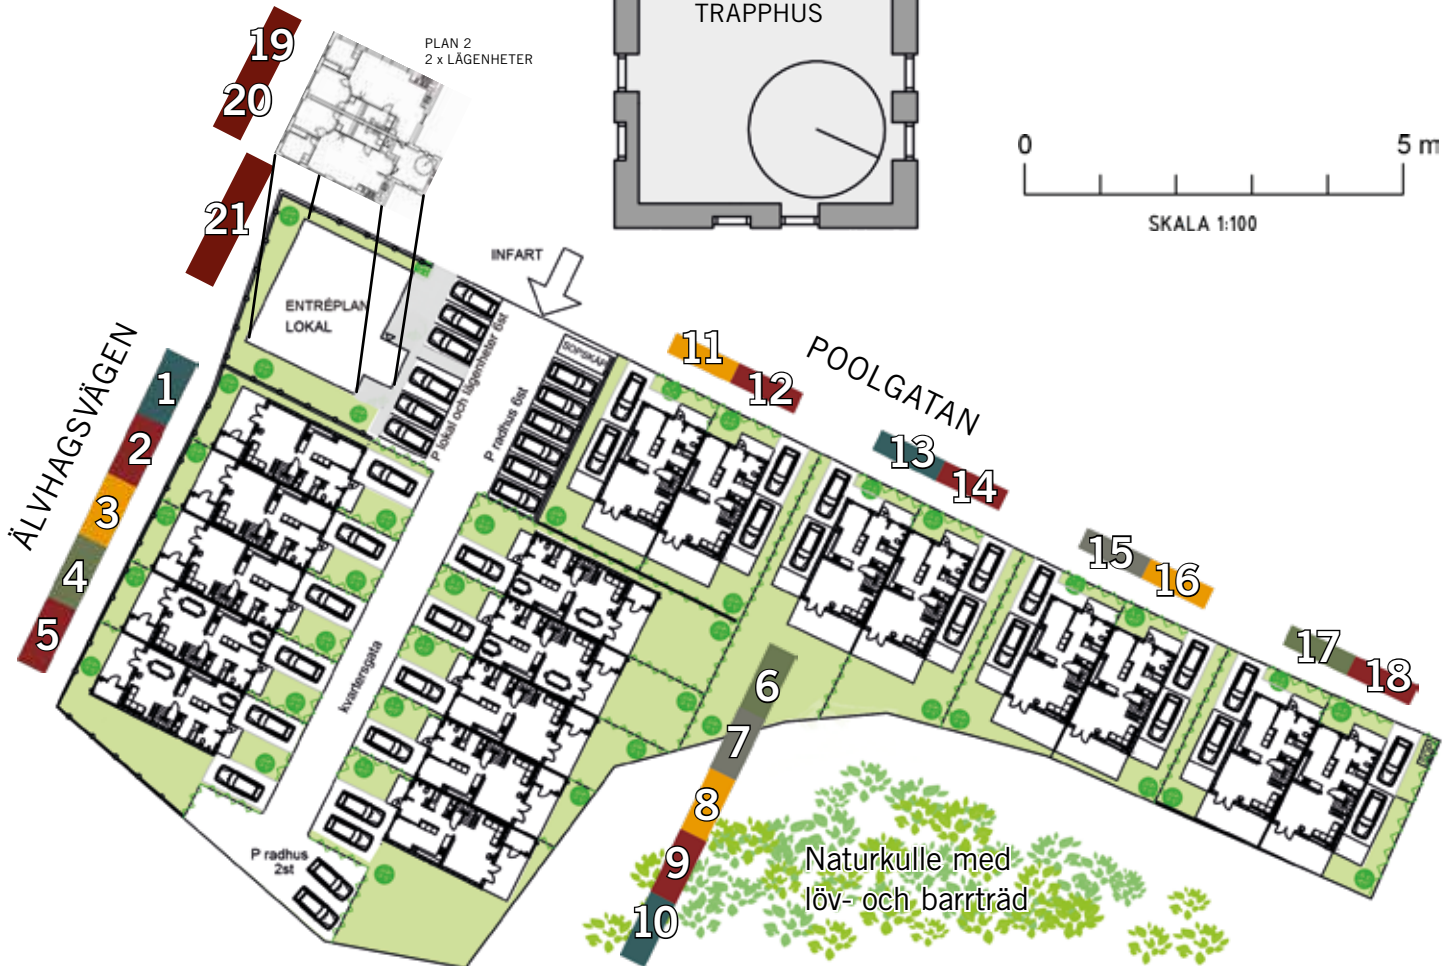 TRAPPHUS
19
20
21
PLAN 2
2 x LÄGENHETER
0
5 m
SKALA 1:100
INFART
ENTRÉPLAN
LOKAL
P lokal och lägenheter 6st
P radhus 6st
SOPSKÄR
ÄLVHAGSVÄGEN
1
2
3
4
5
POOLGATAN
11
12
13
14
15
16
17
18
kvartersgata
6
7
8
9
10
P radhus
2st
Naturkulle med
löv- och barrträd